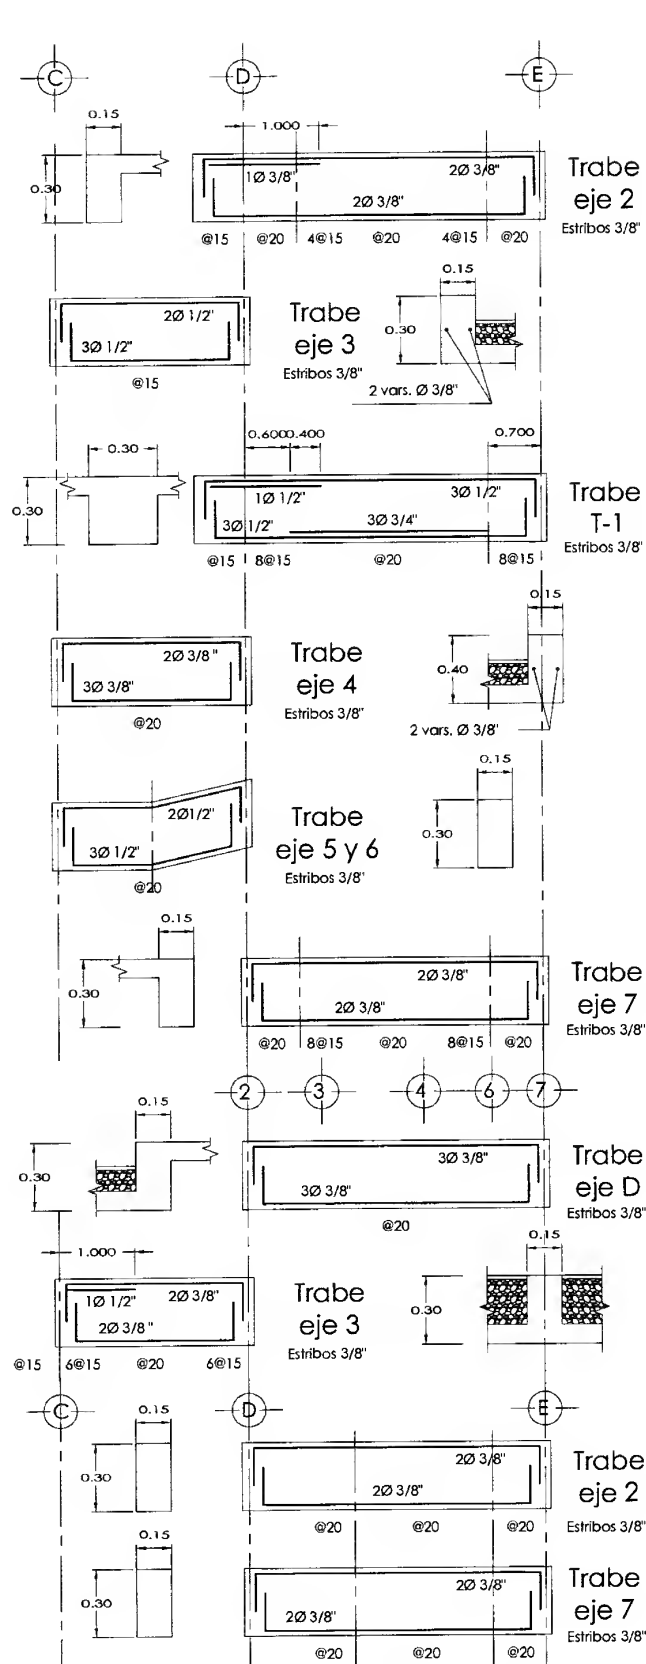 C D E
0.15
1.000
0.30
1Ø 3/8"
2Ø 3/8"
2Ø 3/8"
@15 @20 4@15 @20 4@15 @20
Trabe
eje 2
Estribos 3/8"
2Ø 1/2"
3Ø 1/2"
@15
Trabe
eje 3
Estribos 3/8"
0.15
0.30
2 vars. Ø 3/8"
0.30
0.30
0.600 0.400
0.700
1Ø 1/2"
3Ø 1/2"
3Ø 1/2"
3Ø 3/4"
@15 8@15 @20 8@15
Trabe
T-1
Estribos 3/8"
2Ø 3/8"
3Ø 3/8"
@20
Trabe
eje 4
Estribos 3/8"
0.15
0.40
2 vars. Ø 3/8"
2Ø1/2"
3Ø 1/2"
@20
Trabe
eje 5 y 6
Estribos 3/8"
0.15
0.30
0.15
0.30
2Ø 3/8"
2Ø 3/8"
@20 8@15 @20 8@15 @20
Trabe
eje 7
Estribos 3/8"
2 3 4 6 7
0.15
0.30
3Ø 3/8"
3Ø 3/8"
@20
Trabe
eje D
Estribos 3/8"
1.000
1Ø 1/2"
2Ø 3/8"
2Ø 3/8"
@15 6@15 @20 6@15
Trabe
eje 3
Estribos 3/8"
0.15
0.30
C D E
0.15
0.30
2Ø 3/8"
2Ø 3/8"
@20 @20 @20
Trabe
eje 2
Estribos 3/8"
0.15
0.30
2Ø 3/8"
2Ø 3/8"
@20 @20 @20
Trabe
eje 7
Estribos 3/8"